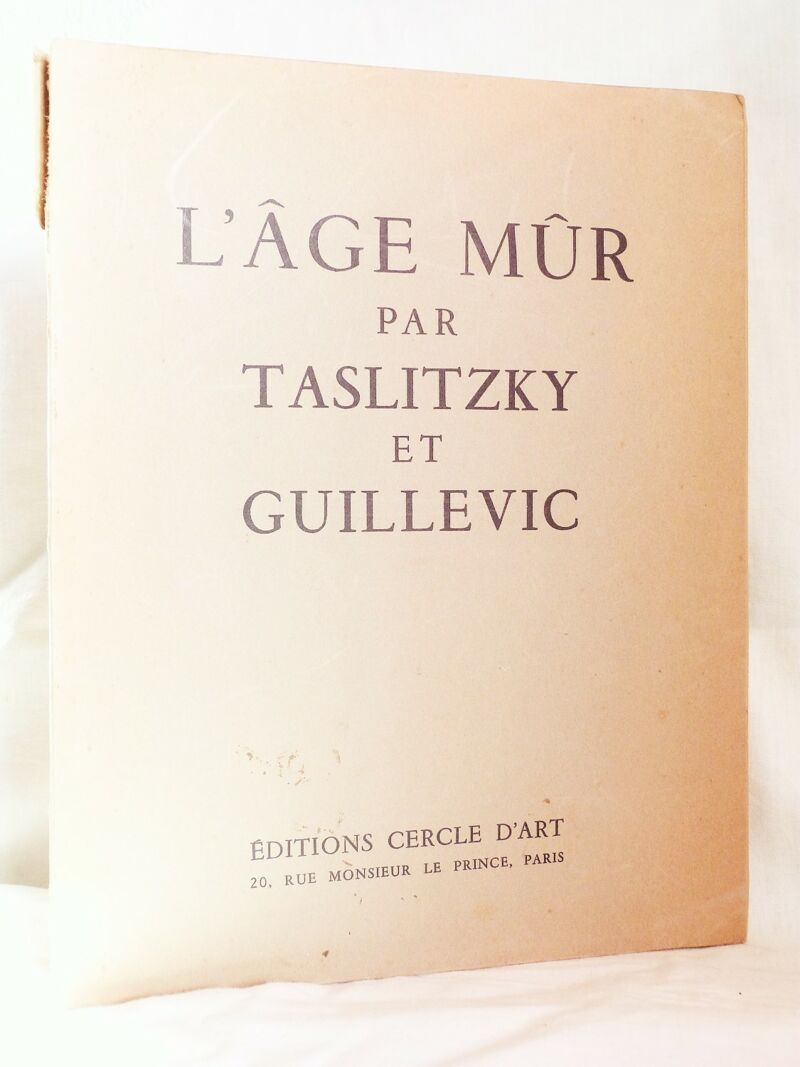 L'ÂGE MÛR
PAR
TASLITZKY
ET
GUILLEVIC
ÉDITIONS CERCLE D'ART
20, RUE MONSIEUR LE PRINCE, PARIS